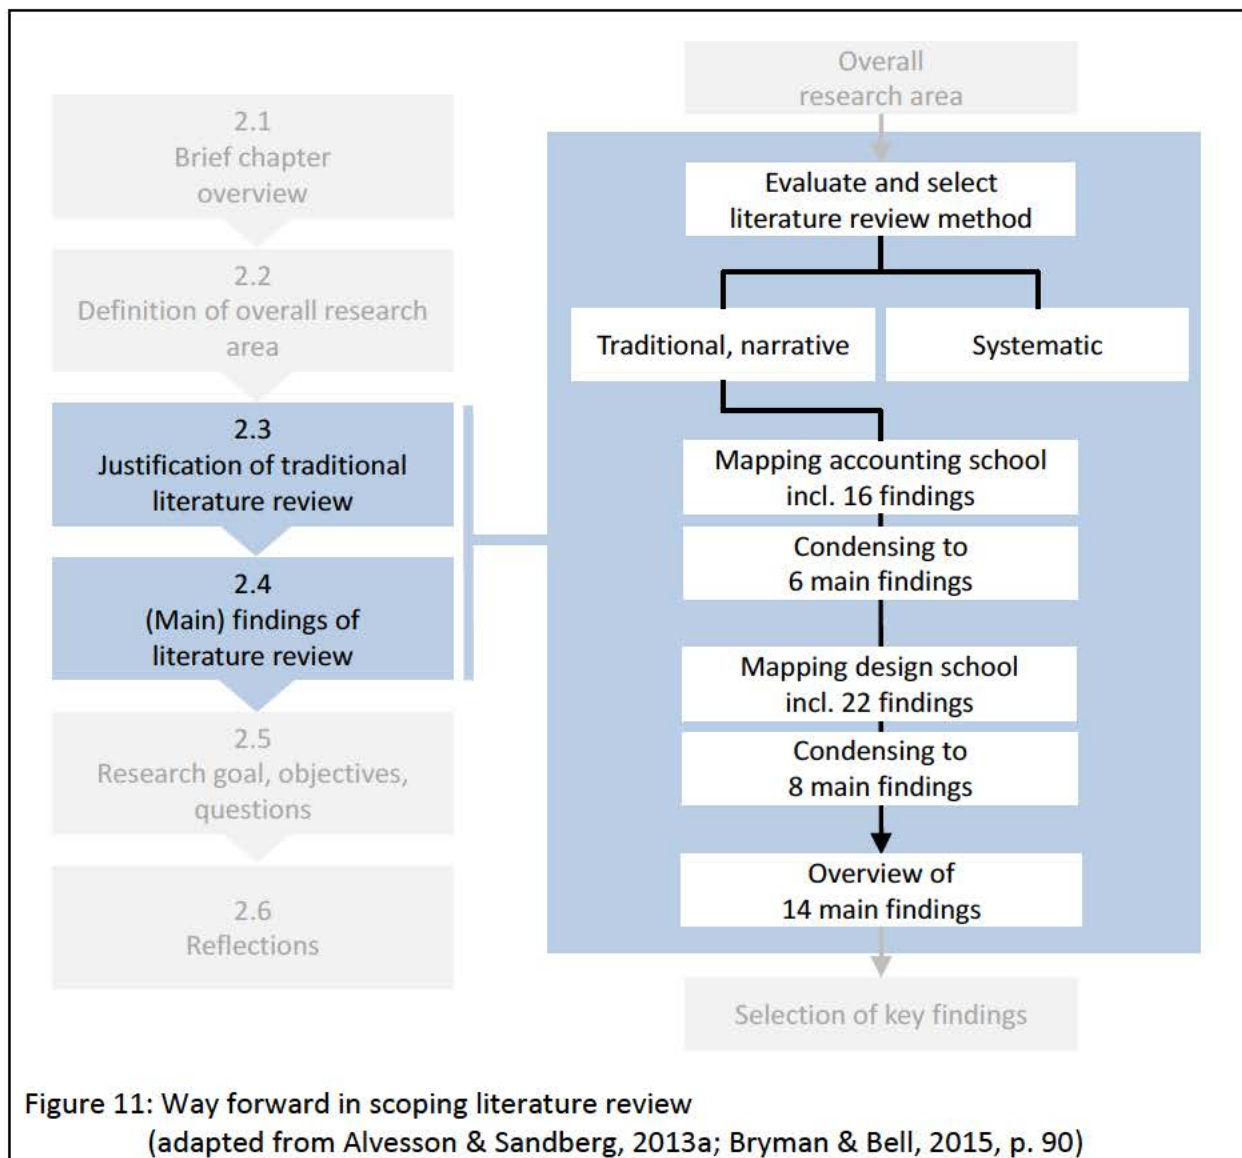 2.1
Brief chapter
overview
2.2
Definition of overall research
area
2.3
Justification of traditional
literature review
2.4
(Main) findings of
literature review
2.5
Research goal, objectives,
questions
2.6
Reflections
Overall
research area
Evaluate and select
literature review method
Traditional, narrative
Systematic
Mapping accounting school
incl. 16 findings
Condensing to
6 main findings
Mapping design school
incl. 22 findings
Condensing to
8 main findings
Overview of
14 main findings
Selection of key findings
Figure 11: Way forward in scoping literature review
(adapted from Alvesson & Sandberg, 2013a; Bryman & Bell, 2015, p. 90)